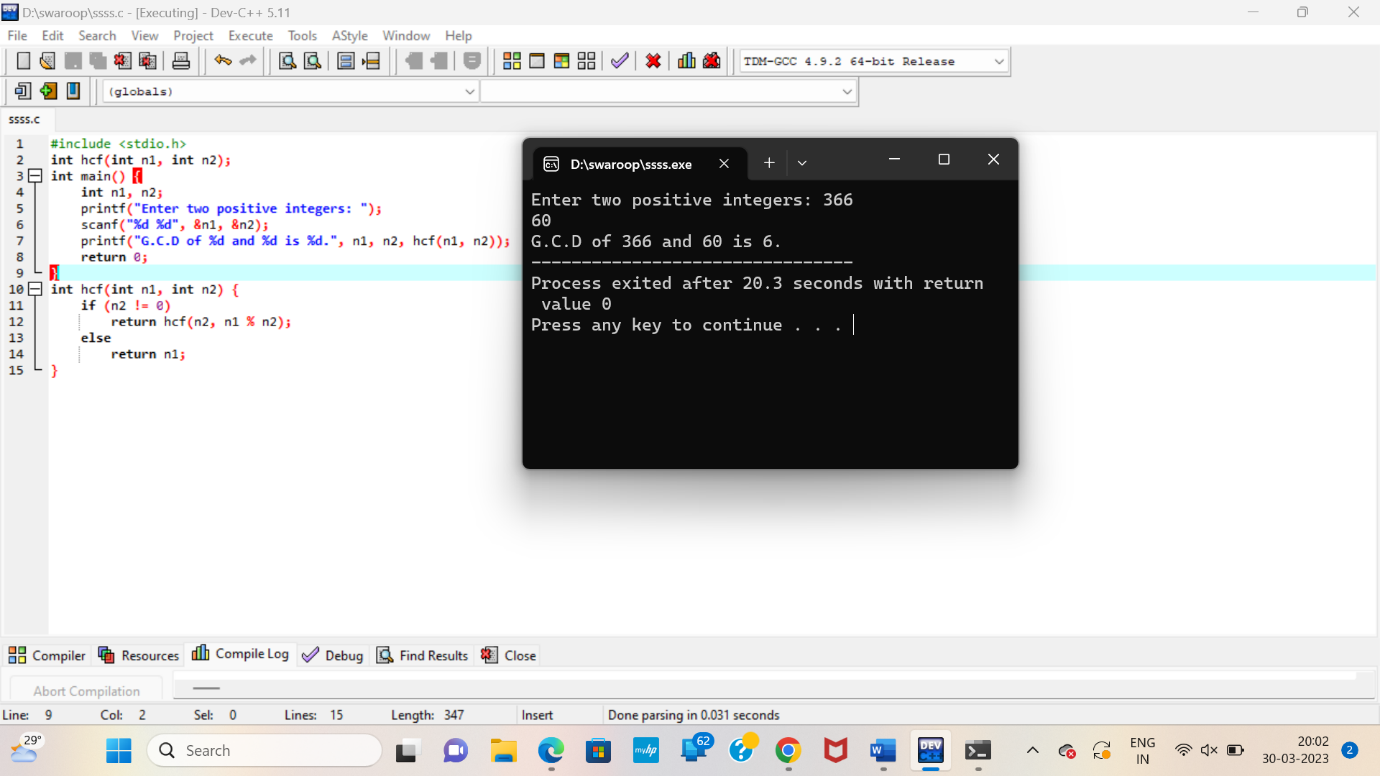 D:\swaroop\ssss.c - [Executing] - Dev-C++ 5.11
File Edit Search View Project Execute Tools AStyle Window Help
TDM-GCC 4.9.2 64-bit Release
(globals)
ssss.c
1 #include <stdio.h>
2 int hcf(int n1, int n2);
3 int main() {
4 int n1, n2;
5 printf("Enter two positive integers: ");
6 scanf("%d %d", &n1, &n2);
7 printf("G.C.D of %d and %d is %d.", n1, n2, hcf(n1, n2));
8 return 0;
9 }
10 int hcf(int n1, int n2) {
11 if (n2 != 0)
12 return hcf(n2, n1 % n2);
13 else
14 return n1;
15 }
D:\swaroop\ssss.exe
Enter two positive integers: 366
60
G.C.D of 366 and 60 is 6.
--------------------------------
Process exited after 20.3 seconds with return
value 0
Press any key to continue . . .
Compiler Resources Compile Log Debug Find Results Close
Abort Compilation
Line: 9 Col: 2 Sel: 0 Lines: 15 Length: 347 Insert Done parsing in 0.031 seconds
29°
Search
myhp
62
DEV C++
ENG
IN
20:02
30-03-2023
2